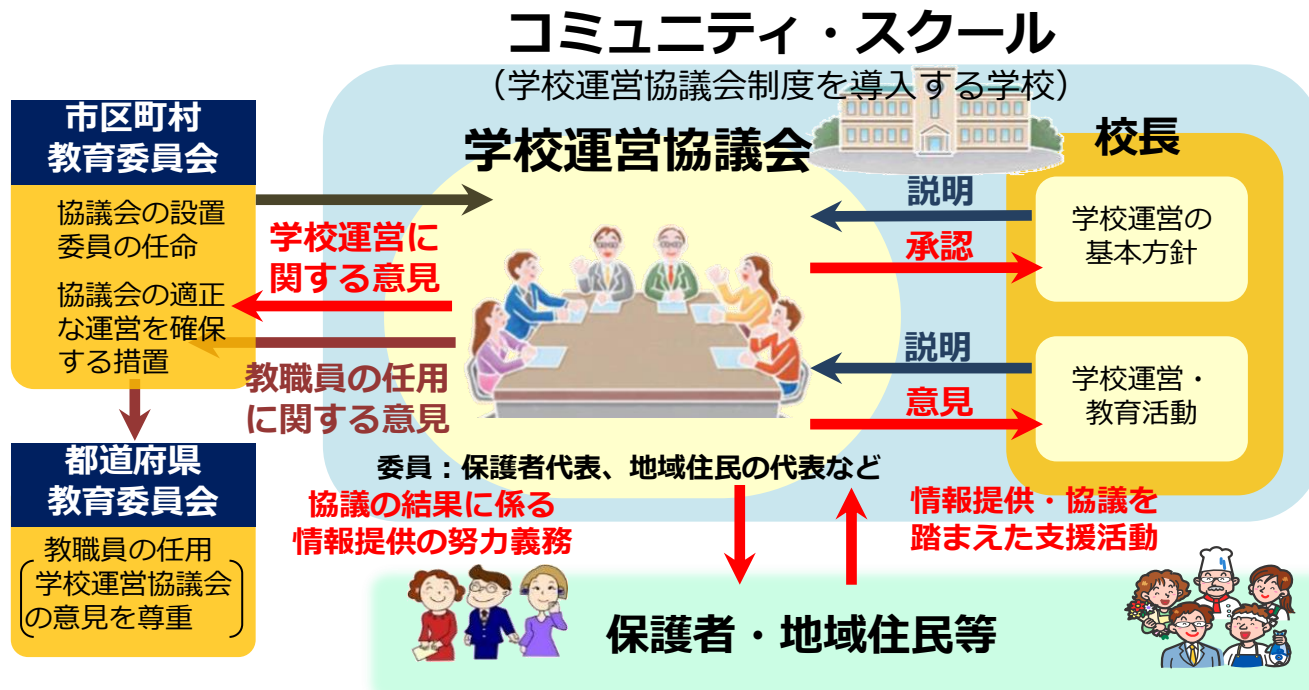 コミュニティ・スクール
（学校運営協議会制度を導入する学校）
市区町村
教育委員会
協議会の設置
委員の任命
協議会の適正
な運営を確保
する措置
都道府県
教育委員会
教職員の任用
学校運営協議会
の意見を尊重
学校運営に
関する意見
教職員の任用
に関する意見
学校運営協議会
委員：保護者代表、地域住民の代表など
校長
説明
承認
学校運営の
基本方針
説明
意見
学校運営・
教育活動
協議の結果に係る
情報提供の努力義務
情報提供・協議を
踏まえた支援活動
保護者・地域住民等